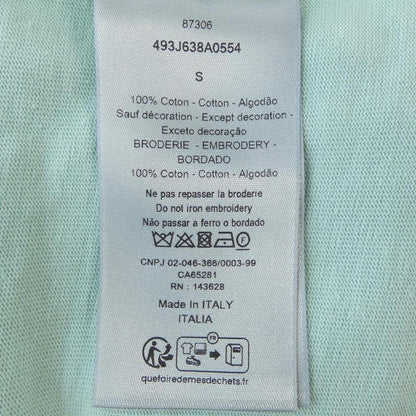 87306
493J638A0554
S
100% Coton - Cotton - Algodão
Sauf décoration - Except decoration -
Exceto decoração
BRODERIE - EMBRODERY -
BORDADO
100% Coton - Cotton - Algodão
Ne pas repasser la broderie
Do not iron embroidery
Não passar a ferro o bordado
F
CNPJ 02-046-366/0003-99
CA65281
RN : 143628
Made In ITALY
ITALIA
FR
quefairedemesdechets.fr